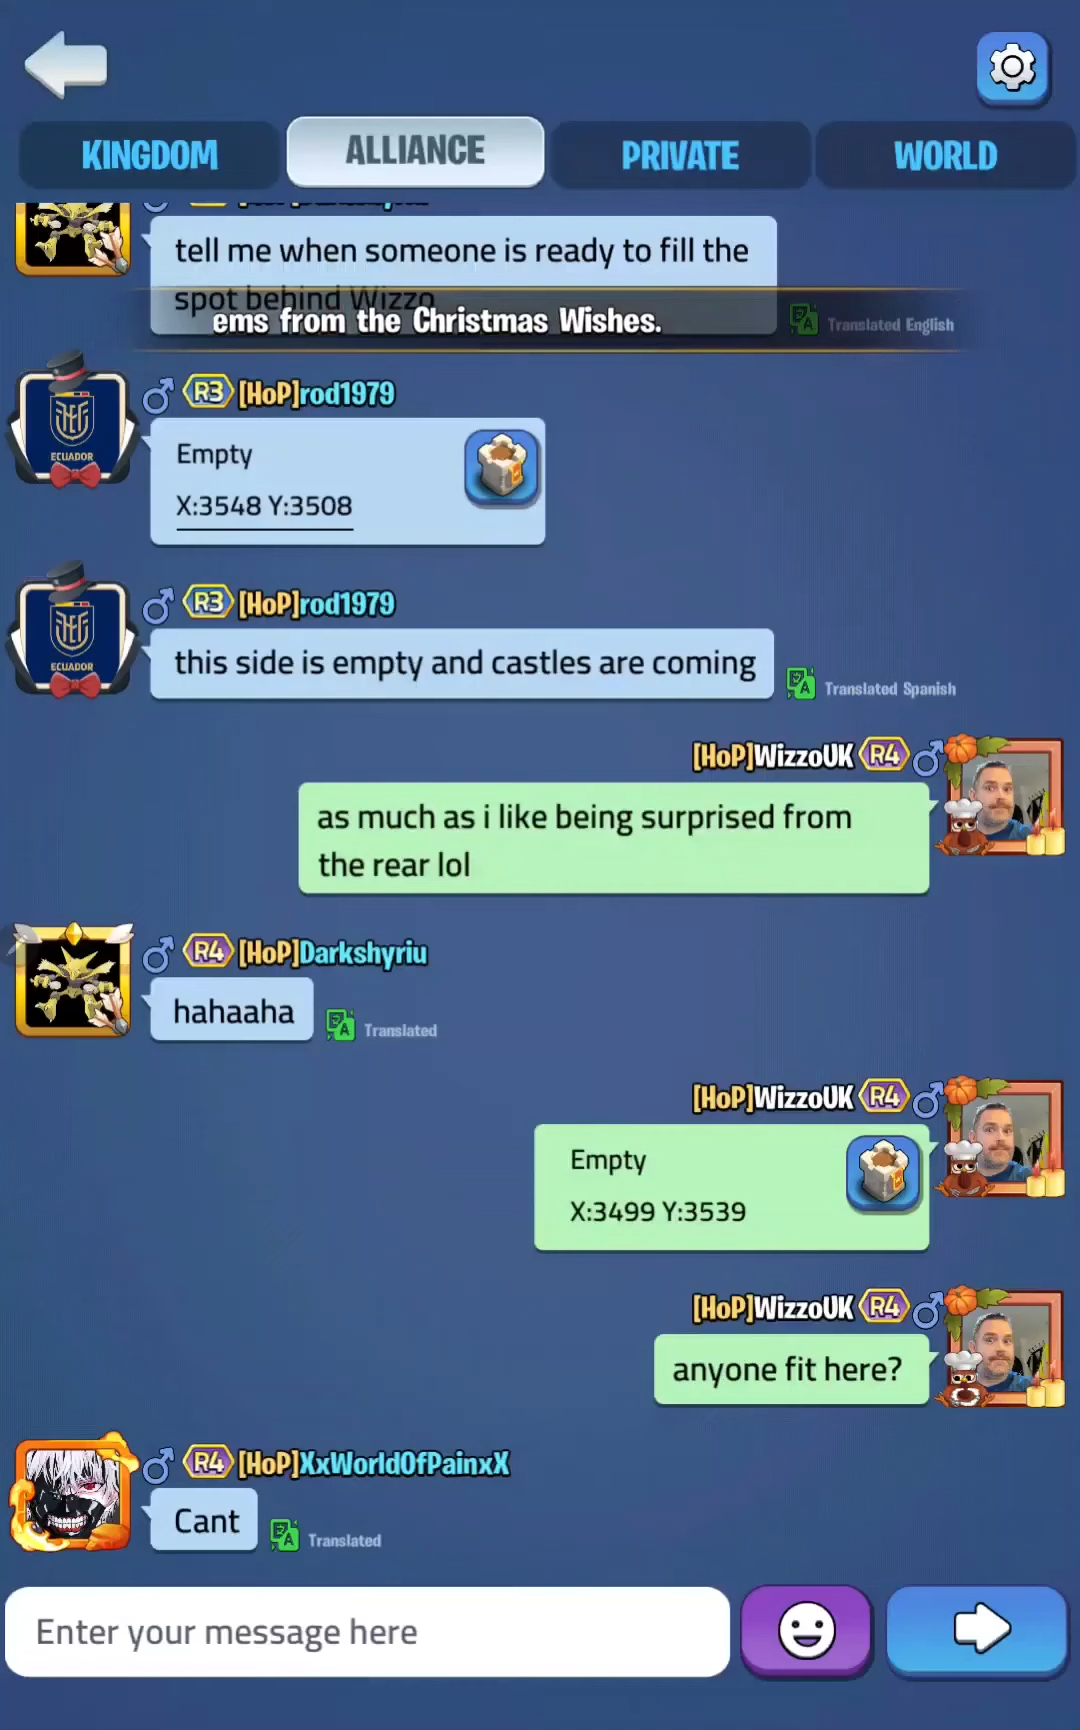 KINGDOM
ALLIANCE
PRIVATE
WORLD
tell me when someone is ready to fill the
spot behind Wizzo
ems from the Christmas Wishes.
Translated English
R3 [HoP]rod1979
ECUADOR
Empty
X:3548 Y:3508
R3 [HoP]rod1979
ECUADOR
this side is empty and castles are coming
Translated Spanish
[HoP]WizzoUK R4
as much as i like being surprised from
the rear lol
R4 [HoP]Darkshyriu
hahaaha
Translated
[HoP]WizzoUK R4
Empty
X:3499 Y:3539
[HoP]WizzoUK R4
anyone fit here?
R4 [HoP]XxWorldOfPainxX
Cant
Translated
Enter your message here